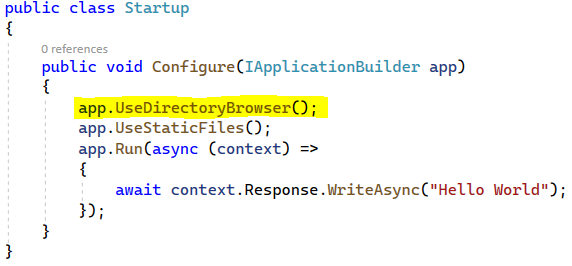 public class Startup
{
0 references
public void Configure(IApplicationBuilder app)
{
app.UseDirectoryBrowser();
app.UseStaticFiles();
app.Run(async (context) =>
{
await context.Response.WriteAsync("Hello World");
});
}
}